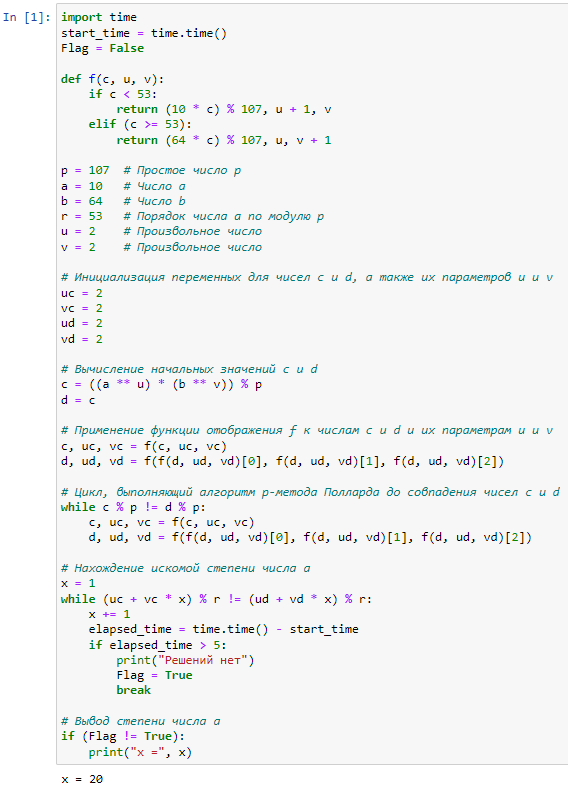 In [1]: import time
start_time = time.time()
Flag = False

def f(c, u, v):
    if c < 53:
        return (10 * c) % 107, u + 1, v
    elif (c >= 53):
        return (64 * c) % 107, u, v + 1

p = 107  # Простое число p
a = 10   # Число a
b = 64   # Число b
r = 53   # Порядок числа a по модулю p
u = 2    # Произвольное число
v = 2    # Произвольное число

# Инициализация переменных для чисел c и d, а также их параметров u и v
uc = 2
vc = 2
ud = 2
vd = 2

# Вычисление начальных значений c и d
c = ((a ** u) * (b ** v)) % p
d = c

# Применение функции отображения f к числам c и d и их параметрам u и v
c, uc, vc = f(c, uc, vc)
d, ud, vd = f(f(d, ud, vd)[0], f(d, ud, vd)[1], f(d, ud, vd)[2])

# Цикл, выполняющий алгоритм p-метода Полларда до совпадения чисел c и d
while c % p != d % p:
    c, uc, vc = f(c, uc, vc)
    d, ud, vd = f(f(d, ud, vd)[0], f(d, ud, vd)[1], f(d, ud, vd)[2])

# Нахождение искомой степени числа a
x = 1
while (uc + vc * x) % r != (ud + vd * x) % r:
    x += 1
    elapsed_time = time.time() - start_time
    if elapsed_time > 5:
        print("Решений нет")
        Flag = True
        break

# Вывод степени числа a
if (Flag != True):
    print("x =", x)

x = 20